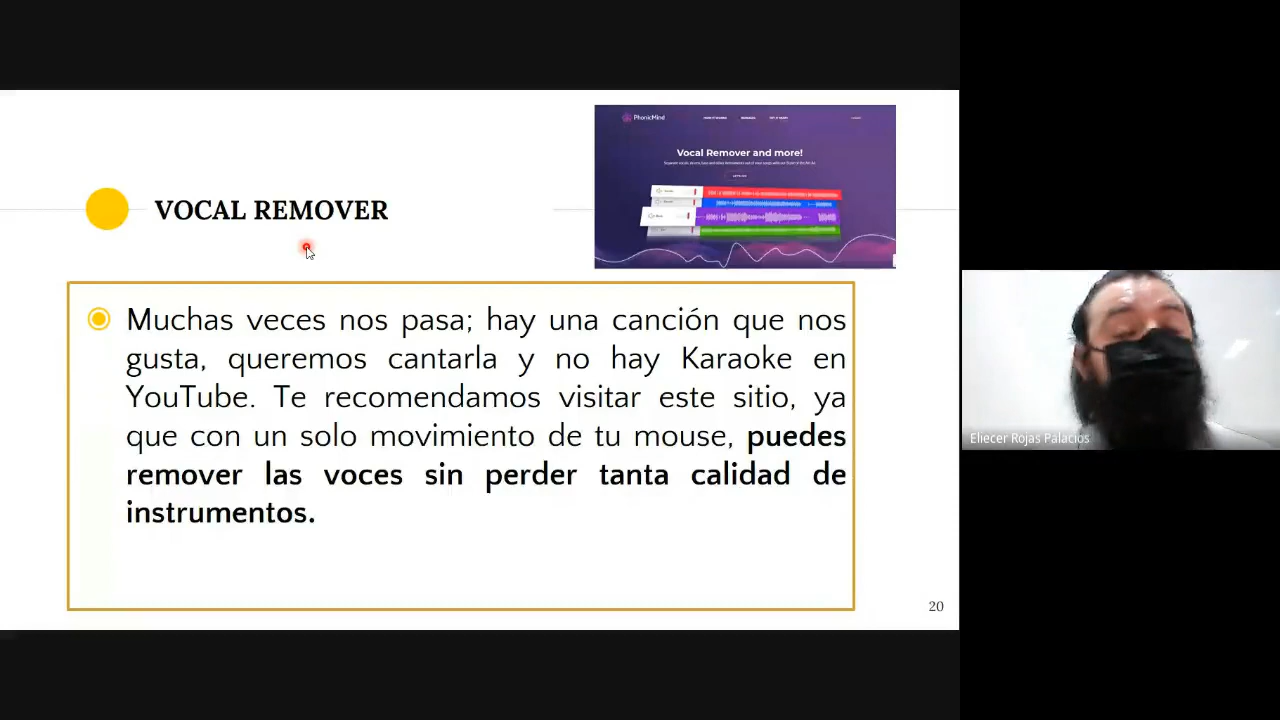 PhonicMind
Vocal Remover and more!
VOCAL REMOVER
Muchas veces nos pasa; hay una canción que nos
gusta, queremos cantarla y no hay Karaoke en
YouTube. Te recomendamos visitar este sitio, ya
que con un solo movimiento de tu mouse, puedes
remover las voces sin perder tanta calidad de
instrumentos.
20
Eliecer Rojas Palacios